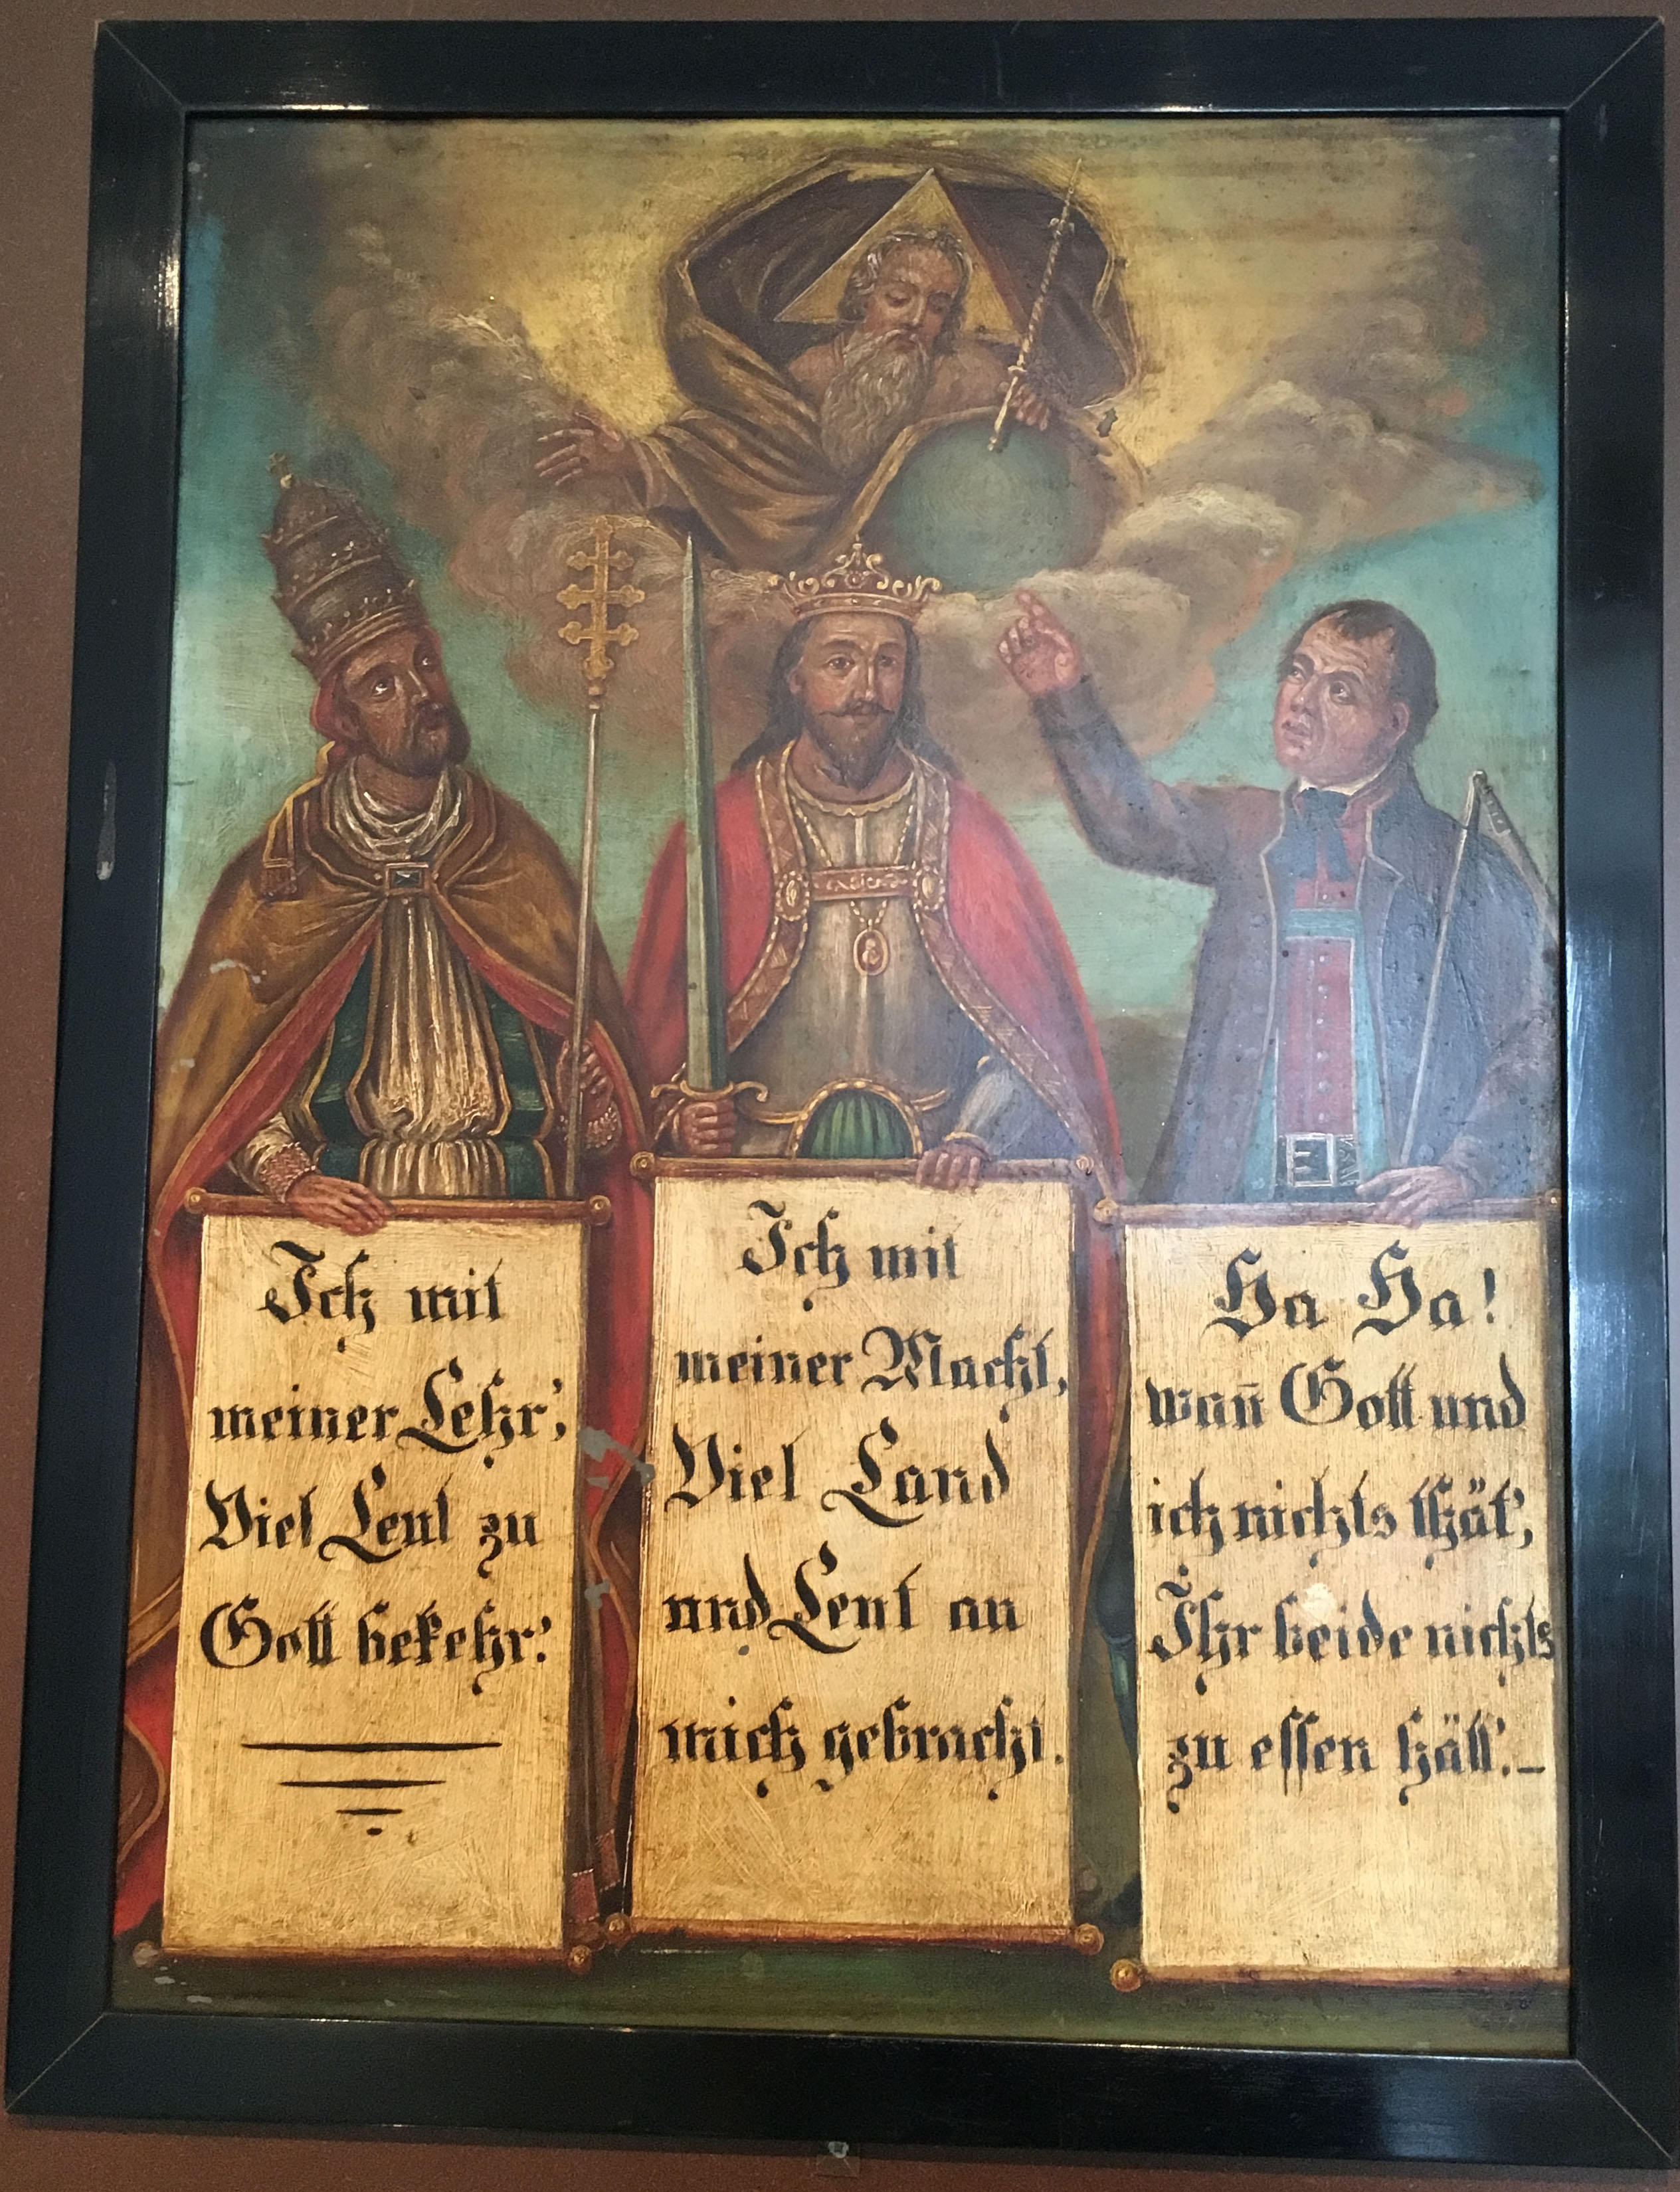 Ich mit
meiner Lehr',
Viel Leut zu
Gott bekehr'.
Ich mit
meiner Macht,
Viel Land
und Leut an
mich gebracht.
Ha Ha!
wan̄ Gott und
ich nichts thät',
Ihr beide nichts
zu essen hätt'.–